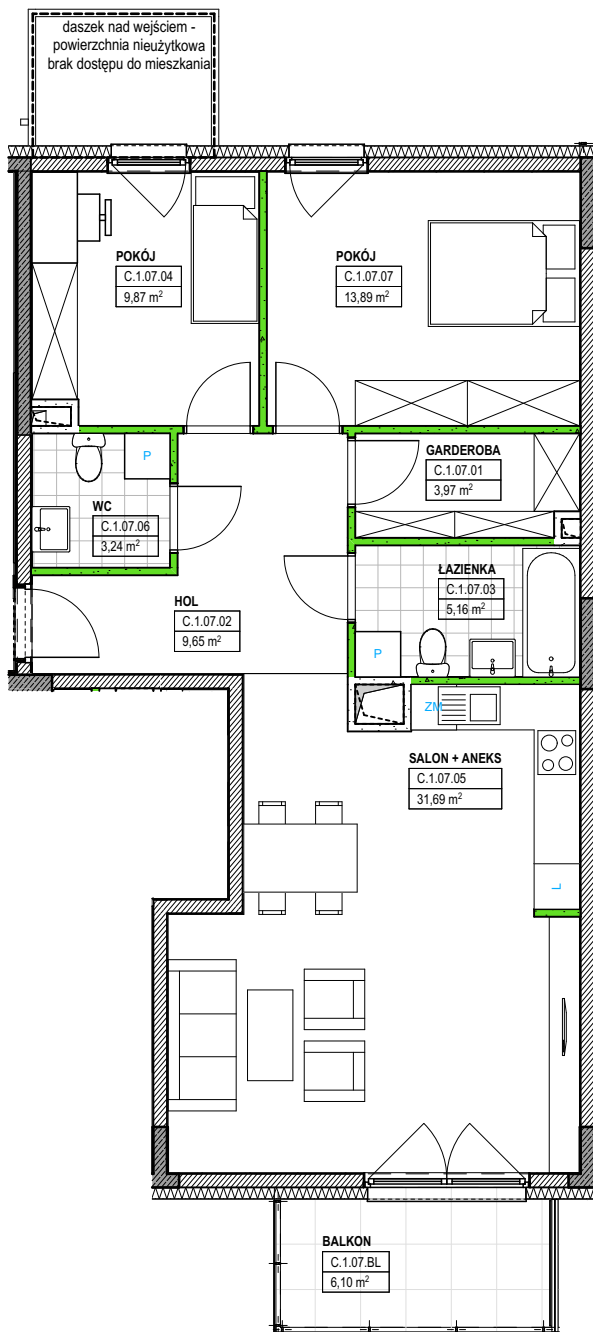 daszek nad wejściem -
powierzchnia nieużytkowa
brak dostępu do mieszkania
POKÓJ
C.1.07.04
9,87 m²
POKÓJ
C.1.07.07
13,89 m²
GARDEROBA
C.1.07.01
3,97 m²
P
WC
C.1.07.06
3,24 m²
ŁAZIENKA
C.1.07.03
5,16 m²
HOL
C.1.07.02
9,65 m²
P
ZM
SALON + ANEKS
C.1.07.05
31,69 m²
L
BALKON
C.1.07.BL
6,10 m²